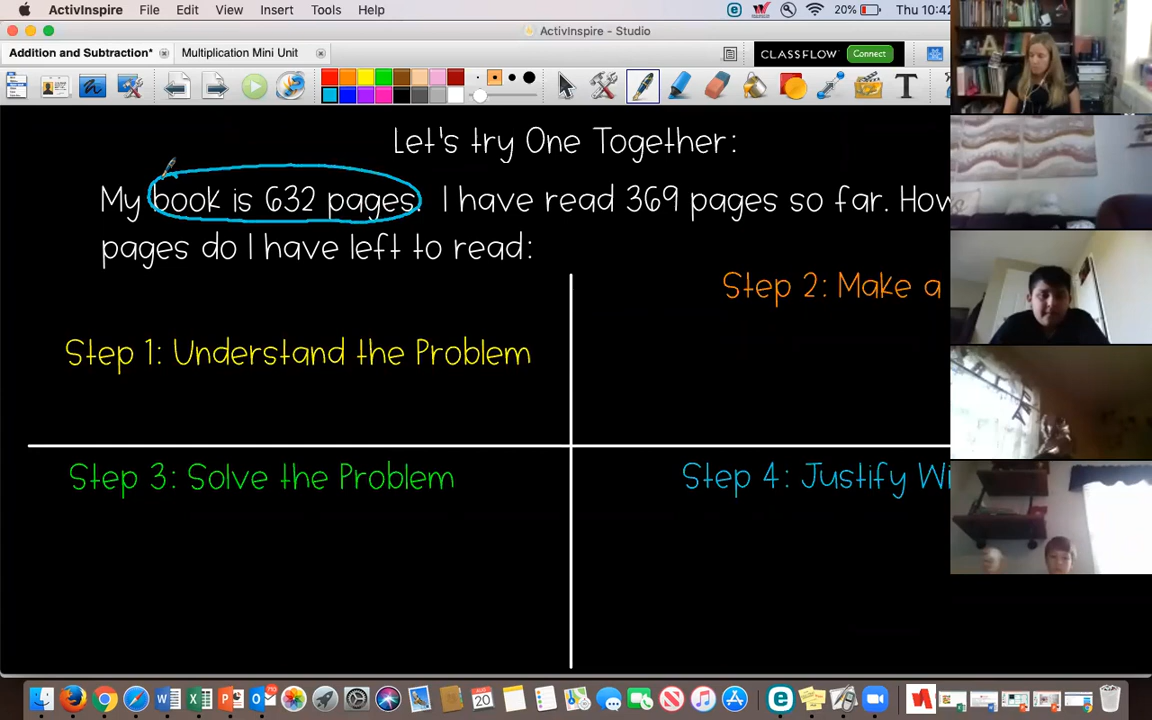 ActivInspire File Edit View Insert Tools Help 20% Thu 10:42
ActivInspire - Studio
Addition and Subtraction* Multiplication Mini Unit CLASSFLOW Connect
Let's try One Together:
My book is 632 pages. I have read 369 pages so far. How
pages do I have left to read:
Step 2: Make a
Step 1: Understand the Problem
Step 3: Solve the Problem
Step 4: Justify Wi
AUG
20